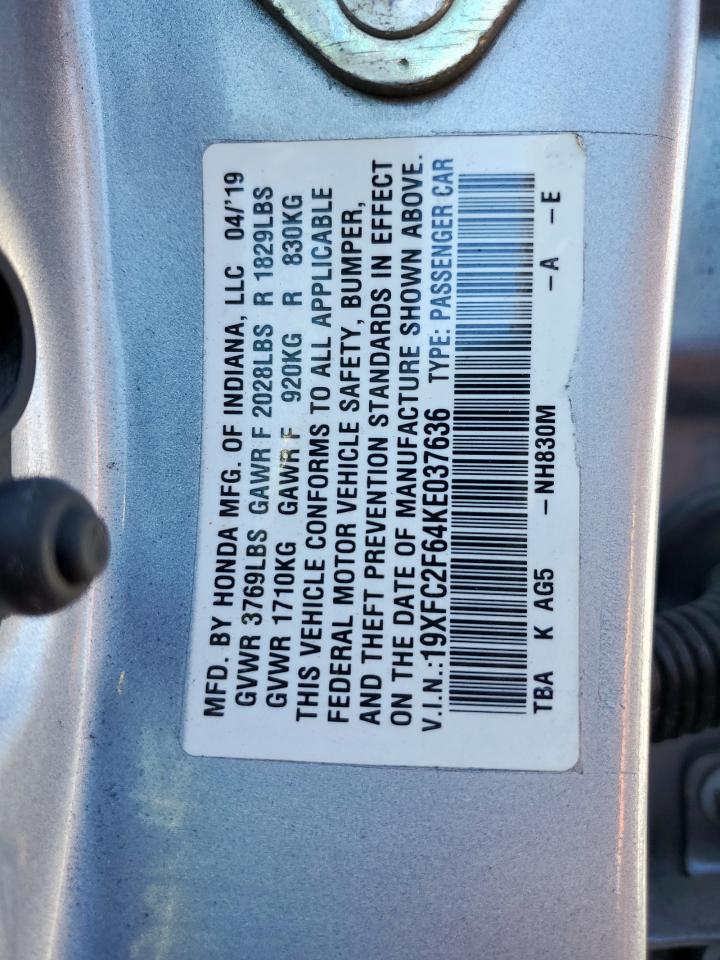 MFD. BY HONDA MFG. OF INDIANA, LLC 04/'19
GVWR 3769LBS GAWR F 2028LBS R 1829LBS
GVWR 1710KG GAWR F 920KG R 830KG
THIS VEHICLE CONFORMS TO ALL APPLICABLE
FEDERAL MOTOR VEHICLE SAFETY, BUMPER,
AND THEFT PREVENTION STANDARDS IN EFFECT
ON THE DATE OF MANUFACTURE SHOWN ABOVE.
V.I.N.:19XFC2F64KE037636 TYPE: PASSENGER CAR
TBA K AG5 -NH830M -A -E